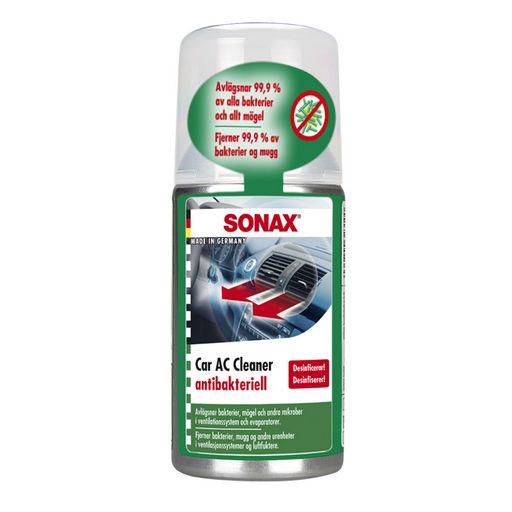 Avlägsnar 99,9 %
av alla bakterier
och allt mögel
Fjerner 99,9 % av
bakterier og mugg
SONAX®
MADE IN GERMANY
Car AC Cleaner
antibakteriell
Desinficerar!
Desinfiserer!
Avlägsnar bakterier, mögel och andra mikrober
i ventilationssystem och evaporatorer.
Fjerner bakterier, mugg og andre urenheter
i ventilasjonssystemer og luftfuktere.